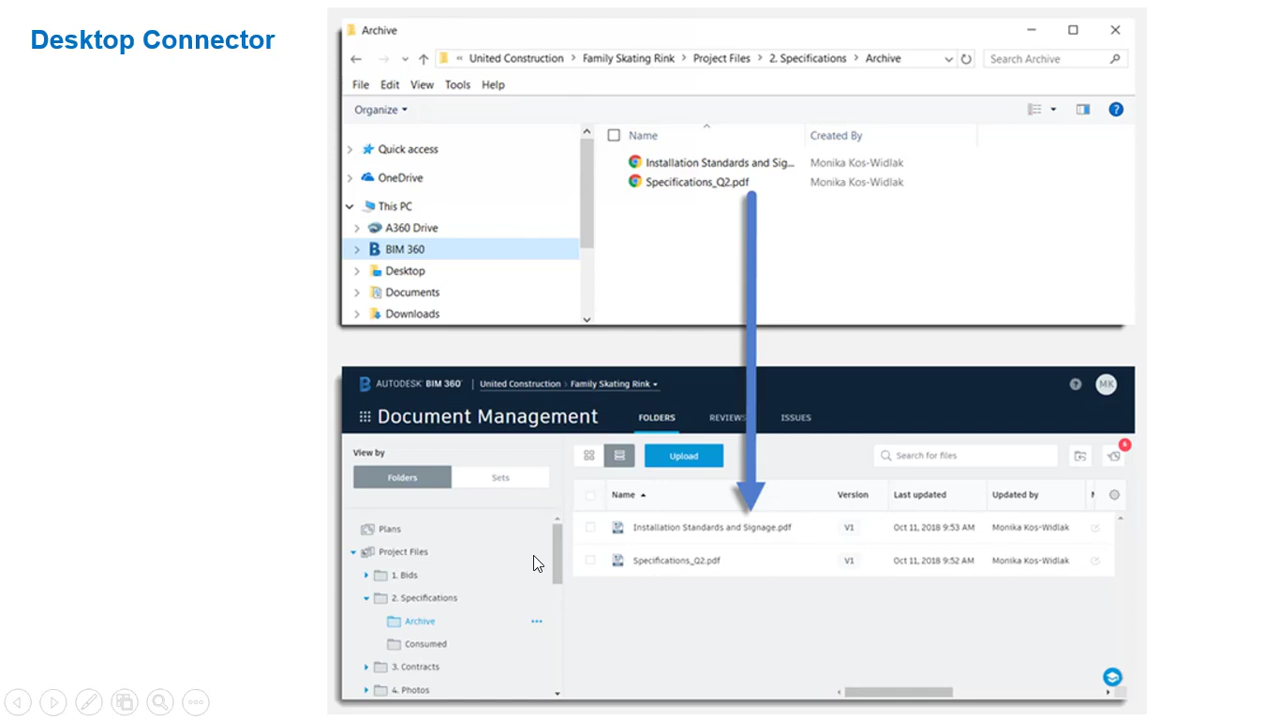 Desktop Connector
Archive
« United Construction > Family Skating Rink > Project Files > 2. Specifications > Archive
Search Archive
File Edit View Tools Help
Organize
Name Created By
Quick access
OneDrive
This PC
A360 Drive
BIM 360
Desktop
Documents
Downloads
Installation Standards and Sig... Monika Kos-Widlak
Specifications_Q2.pdf Monika Kos-Widlak
AUTODESK BIM 360 | United Construction > Family Skating Rink
MK
Document Management FOLDERS REVIEWS ISSUES
View by
Folders Sets
Upload
Search for files
6
Name Version Last updated Updated by
Installation Standards and Signage.pdf V1 Oct 11, 2018 9:53 AM Monika Kos-Widlak
Specifications_Q2.pdf V1 Oct 11, 2018 9:52 AM Monika Kos-Widlak
Plans
Project Files
1. Bids
2. Specifications
Archive
Consumed
3. Contracts
4. Photos